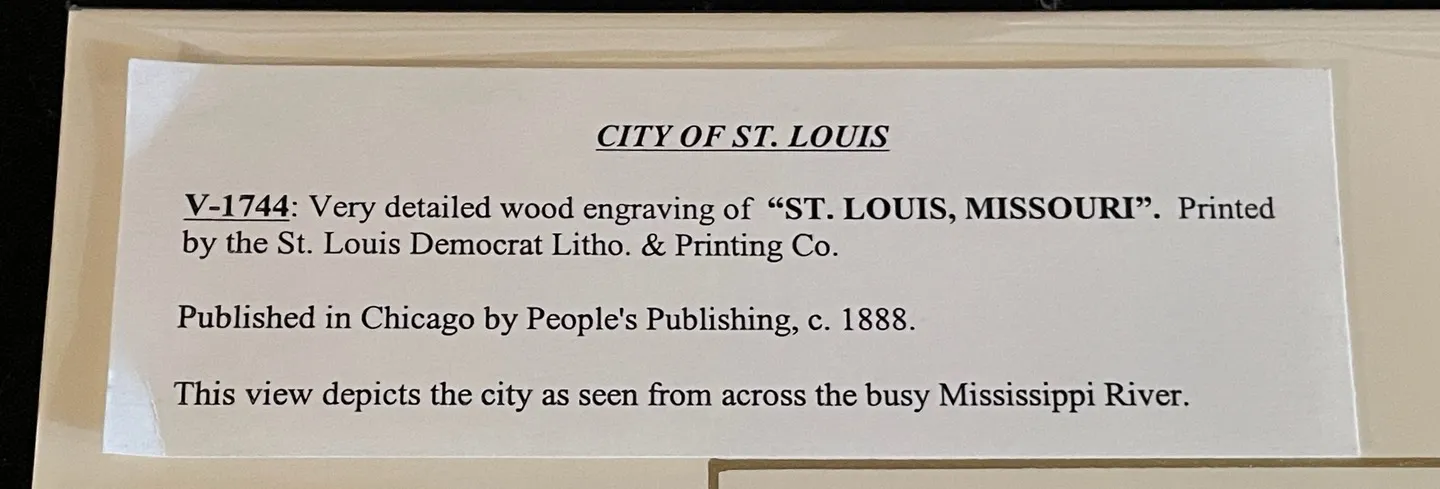 CITY OF ST. LOUIS
V-1744: Very detailed wood engraving of “ST. LOUIS, MISSOURI”. Printed
by the St. Louis Democrat Litho. & Printing Co.
Published in Chicago by People's Publishing, c. 1888.
This view depicts the city as seen from across the busy Mississippi River.